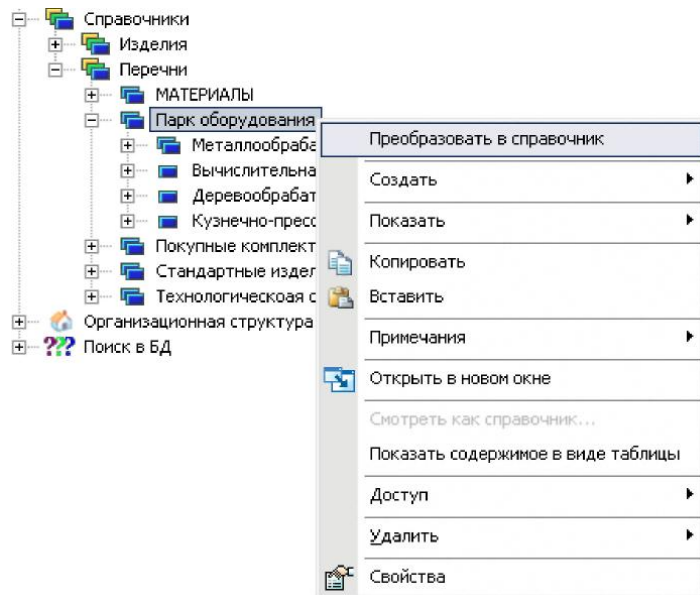 Справочники
Изделия
Перечни
МАТЕРИАЛЫ
Парк оборудования
Металлообраба
Вычислительна
Деревообрабат
Кузнечно-пресс
Покупные комплект
Стандартные издел
Технологическоая с
Организационная структура
??? Поиск в БД
Преобразовать в справочник
Создать
Показать
Копировать
Вставить
Примечания
Открыть в новом окне
Смотреть как справочник...
Показать содержимое в виде таблицы
Доступ
Удалить
Свойства